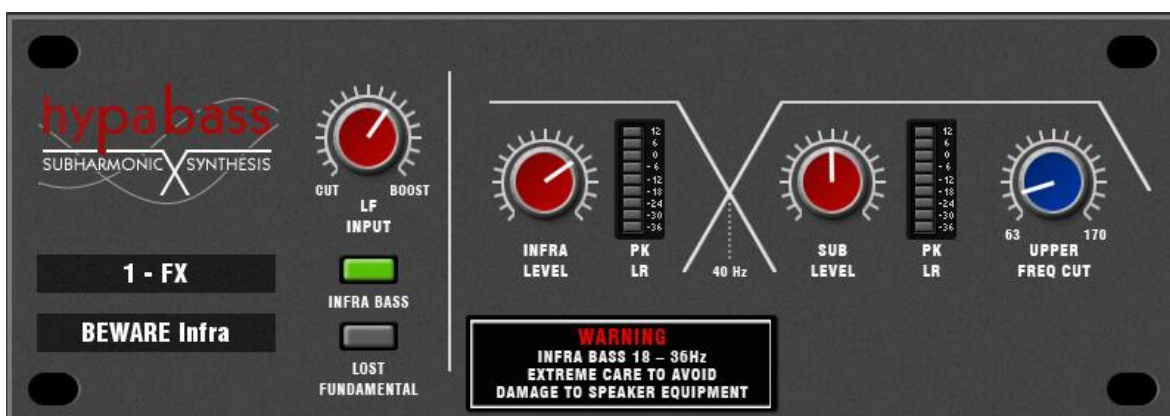 hypabass
SUBHARMONIC SYNTHESIS
1 - FX
BEWARE Infra
CUT BOOST
LF
INPUT
INFRA BASS
LOST
FUNDAMENTAL
INFRA
LEVEL
12
6
0
-6
-12
-18
-24
-30
-36
PK
LR
40 Hz
SUB
LEVEL
12
6
0
-6
-12
-18
-24
-30
-36
PK
LR
63 170
UPPER
FREQ CUT
WARNING
INFRA BASS 18 – 36Hz
EXTREME CARE TO AVOID
DAMAGE TO SPEAKER EQUIPMENT